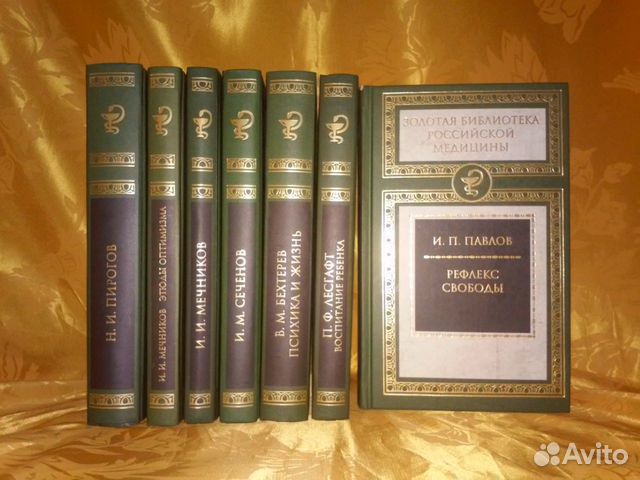 Н. И. ПИРОГОВ
И. И. МЕЧНИКОВ ЭТЮДЫ ОПТИМИЗМА
И. И. МЕЧНИКОВ
И. М. СЕЧЕНОВ
В. М. БЕХТЕРЕВ
ПСИХИКА И ЖИЗНЬ
П. Ф. ЛЕСГАФТ
ВОСПИТАНИЕ РЕБЕНКА
ЗОЛОТАЯ БИБЛИОТЕКА
РОССИЙСКОЙ
МЕДИЦИНЫ
И. П. ПАВЛОВ
РЕФЛЕКС
СВОБОДЫ
Avito